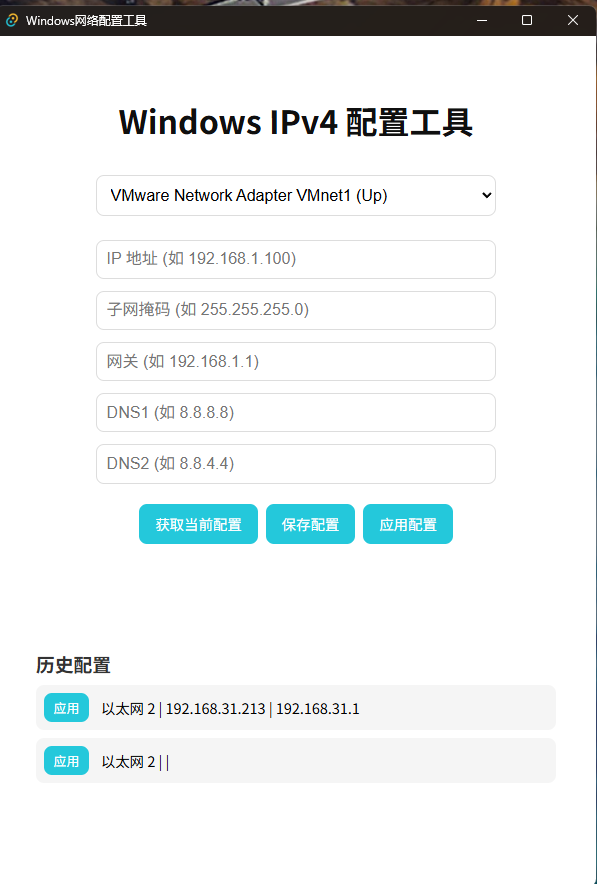 Windows网络配置工具
Windows IPv4 配置工具
VMware Network Adapter VMnet1 (Up)
IP 地址 (如 192.168.1.100)
子网掩码 (如 255.255.255.0)
网关 (如 192.168.1.1)
DNS1 (如 8.8.8.8)
DNS2 (如 8.8.4.4)
获取当前配置 保存配置 应用配置
历史配置
应用 以太网 2 | 192.168.31.213 | 192.168.31.1
应用 以太网 2 | |